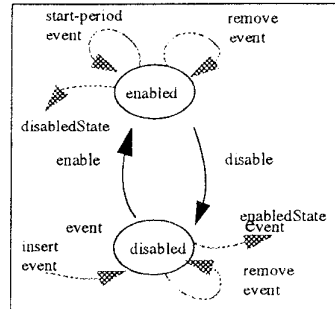 start-period
event
remove
event
enabled
disabledState
enable
disable
event
enabledState
event
insert
event
disabled
remove
event